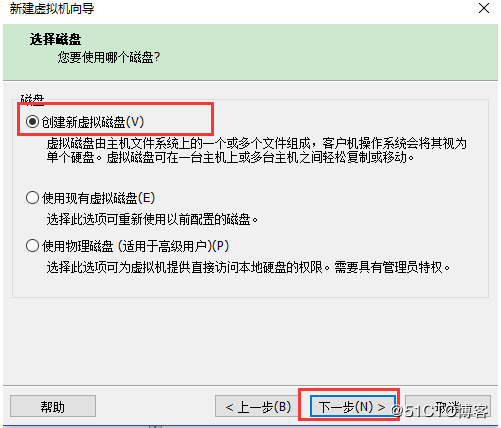 新建虚拟机向导
选择磁盘
您要使用哪个磁盘?
磁盘
创建新虚拟磁盘(V)
虚拟磁盘由主机文件系统上的一个或多个文件组成，客户机操作系统会将其视为
单个硬盘。虚拟磁盘可在一台主机上或多台主机之间轻松复制或移动。
使用现有虚拟磁盘(E)
选择此选项可重新使用以前配置的磁盘。
使用物理磁盘 (适用于高级用户)(P)
选择此选项可为虚拟机提供直接访问本地硬盘的权限。需要具有管理员特权。
帮助
< 上一步(B)
下一步(N) >
取消
@51CTO博客